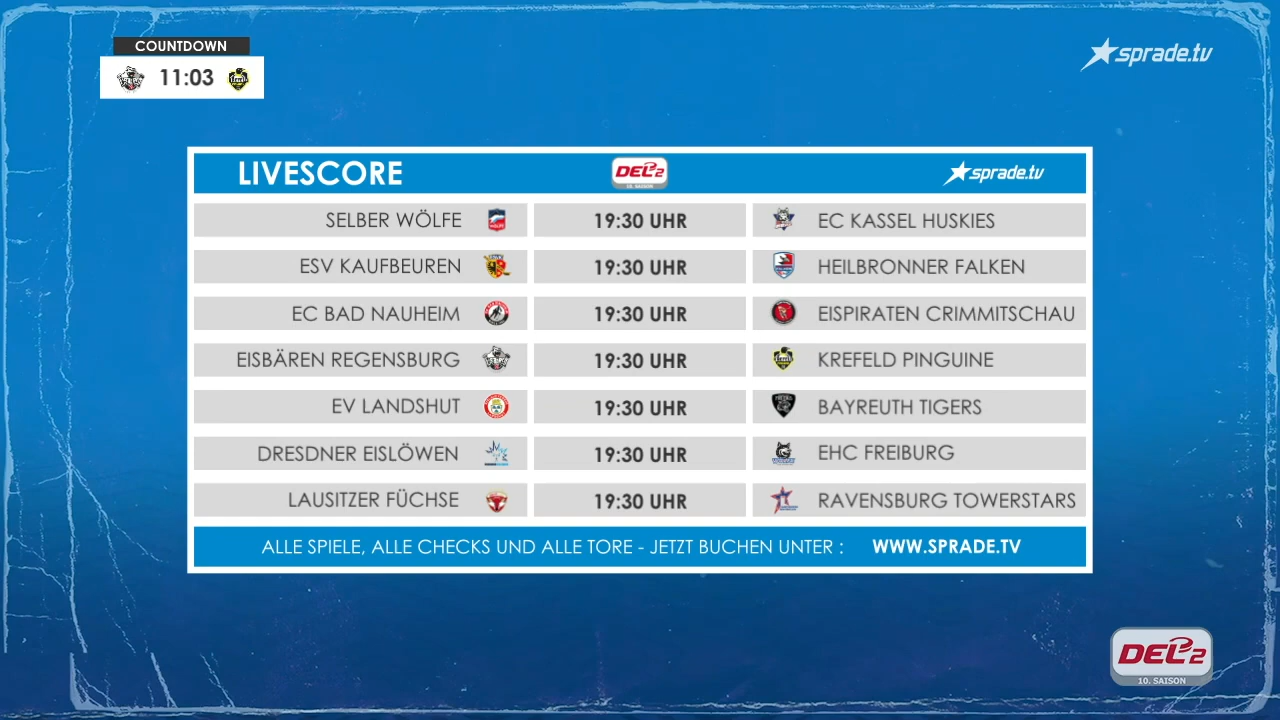 COUNTDOWN
11:03
sprade.tv
LIVESCORE
DEL2
10. SAISON
sprade.tv
SELBER WÖLFE 19:30 UHR EC KASSEL HUSKIES
ESV KAUFBEUREN 19:30 UHR HEILBRONNER FALKEN
EC BAD NAUHEIM 19:30 UHR EISPIRATEN CRIMMITSCHAU
EISBÄREN REGENSBURG 19:30 UHR KREFELD PINGUINE
EV LANDSHUT 19:30 UHR BAYREUTH TIGERS
DRESDNER EISLÖWEN 19:30 UHR EHC FREIBURG
LAUSITZER FÜCHSE 19:30 UHR RAVENSBURG TOWERSTARS
ALLE SPIELE, ALLE CHECKS UND ALLE TORE - JETZT BUCHEN UNTER : WWW.SPRADE.TV
DEL2
10. SAISON